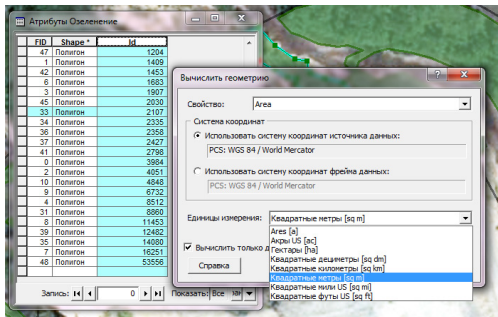 Атрибуты Озеленение
FID Shape * Id
47 Полигон 1204
1 Полигон 1409
42 Полигон 1453
6 Полигон 1683
3 Полигон 1907
45 Полигон 2030
33 Полигон 2107
34 Полигон 2335
36 Полигон 2358
37 Полигон 2427
41 Полигон 2798
0 Полигон 3984
2 Полигон 4051
10 Полигон 4848
9 Полигон 6732
4 Полигон 8512
31 Полигон 8860
8 Полигон 11453
39 Полигон 12482
35 Полигон 14080
7 Полигон 16251
48 Полигон 53556
Запись: 0 Показать: Все
Вычислить геометрию
Свойство: Area
Система координат
Использовать систему координат источника данных:
PCS: WGS 84 / World Mercator
Использовать систему координат фрейма данных:
PCS: WGS 84 / World Mercator
Единицы измерения: Квадратные метры [sq m]
Ares [a]
Акры US [ac]
Вычислить только д
Гектары [ha]
Квадратные дециметры [sq dm]
Квадратные километры [sq km]
Квадратные метры [sq m]
Квадратные мили US [sq mi]
Квадратные футы US [sq ft]
Справка